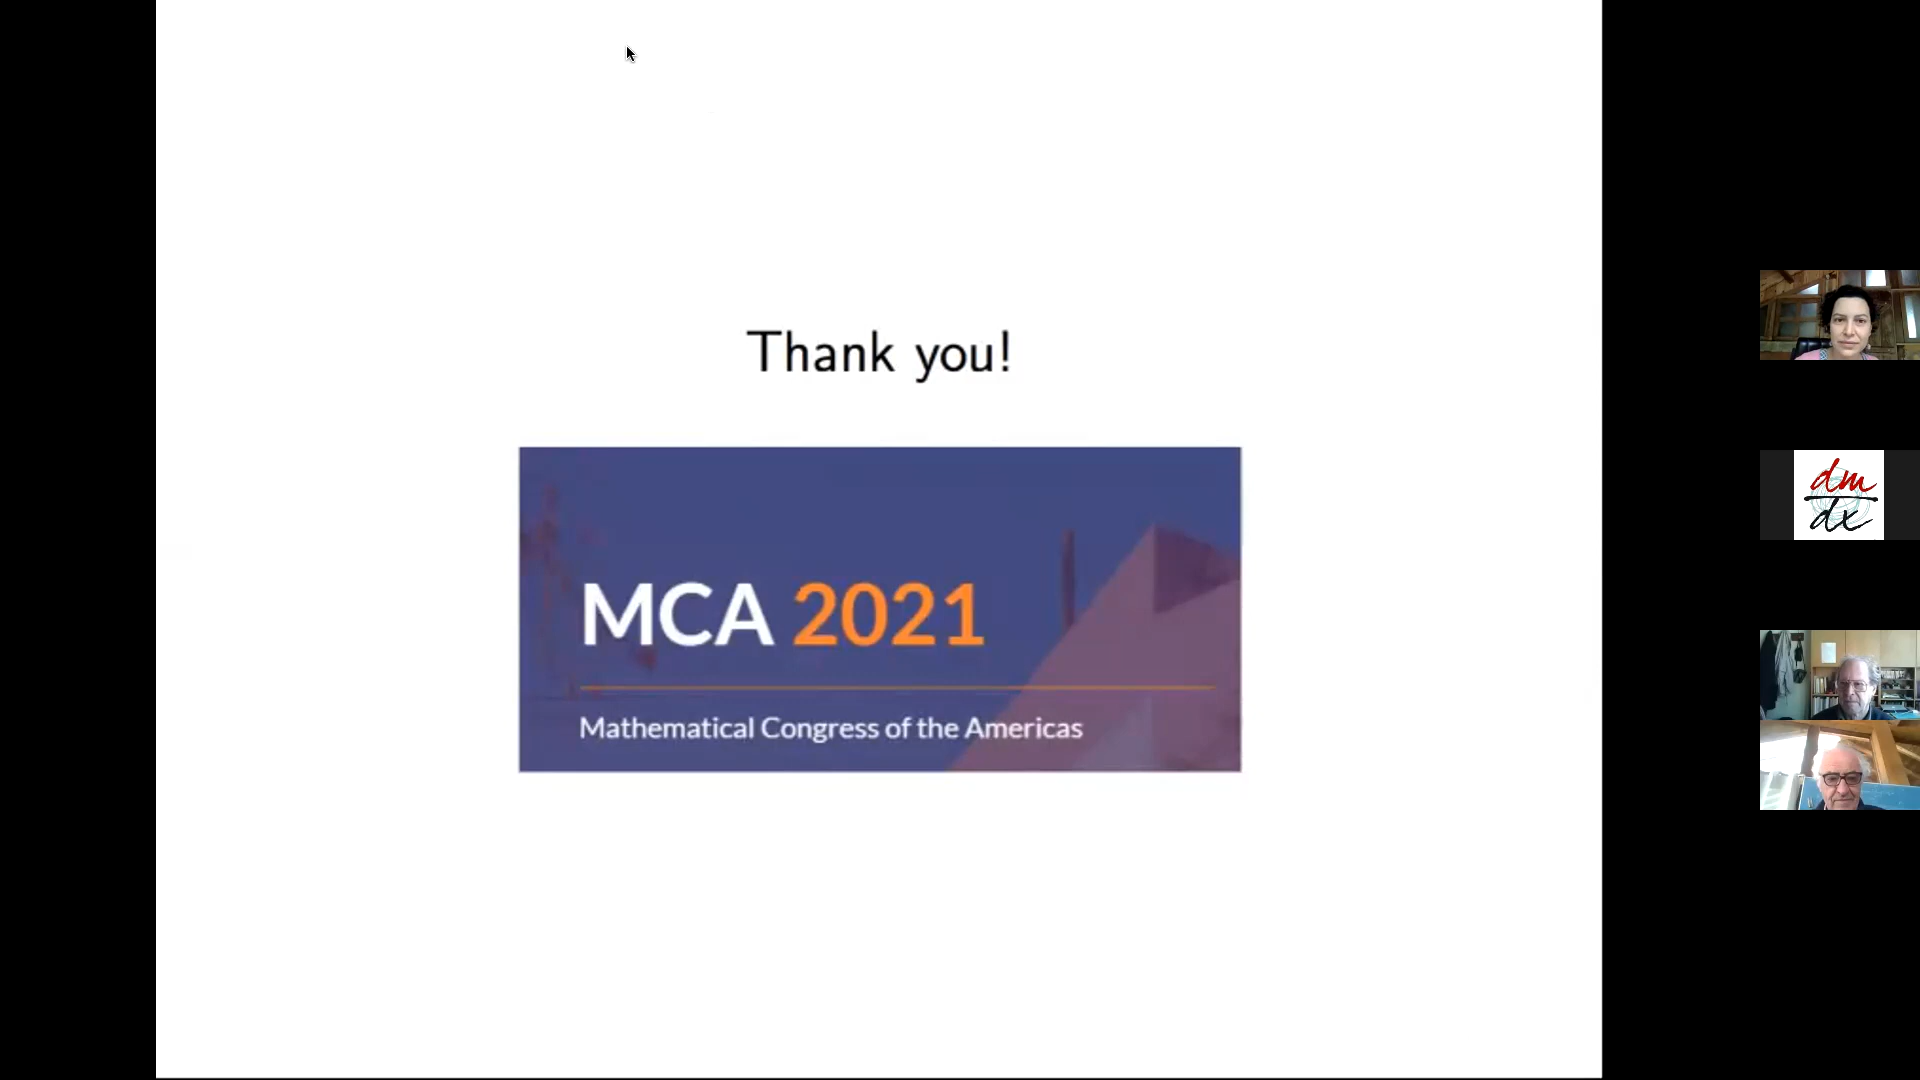 Thank you!
MCA 2021
Mathematical Congress of the Americas
dm
dx